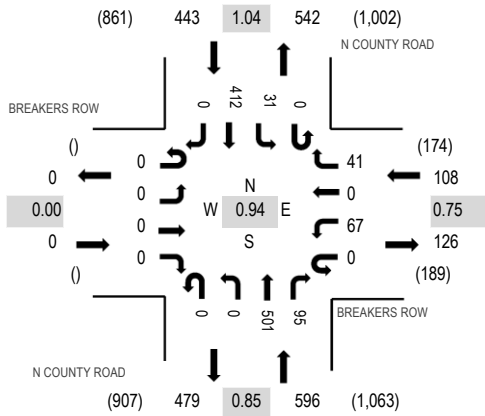 (861) 443 1.04 542 (1,002)
N COUNTY ROAD
0 412 31 0
BREAKERS ROW
() (174)
0 0 41 108
0 0
0.00 N 0.75
W 0.94 E
S
0 0 67 126
0 0
() (189)
0 0 501 95
BREAKERS ROW
N COUNTY ROAD
(907) 479 0.85 596 (1,063)